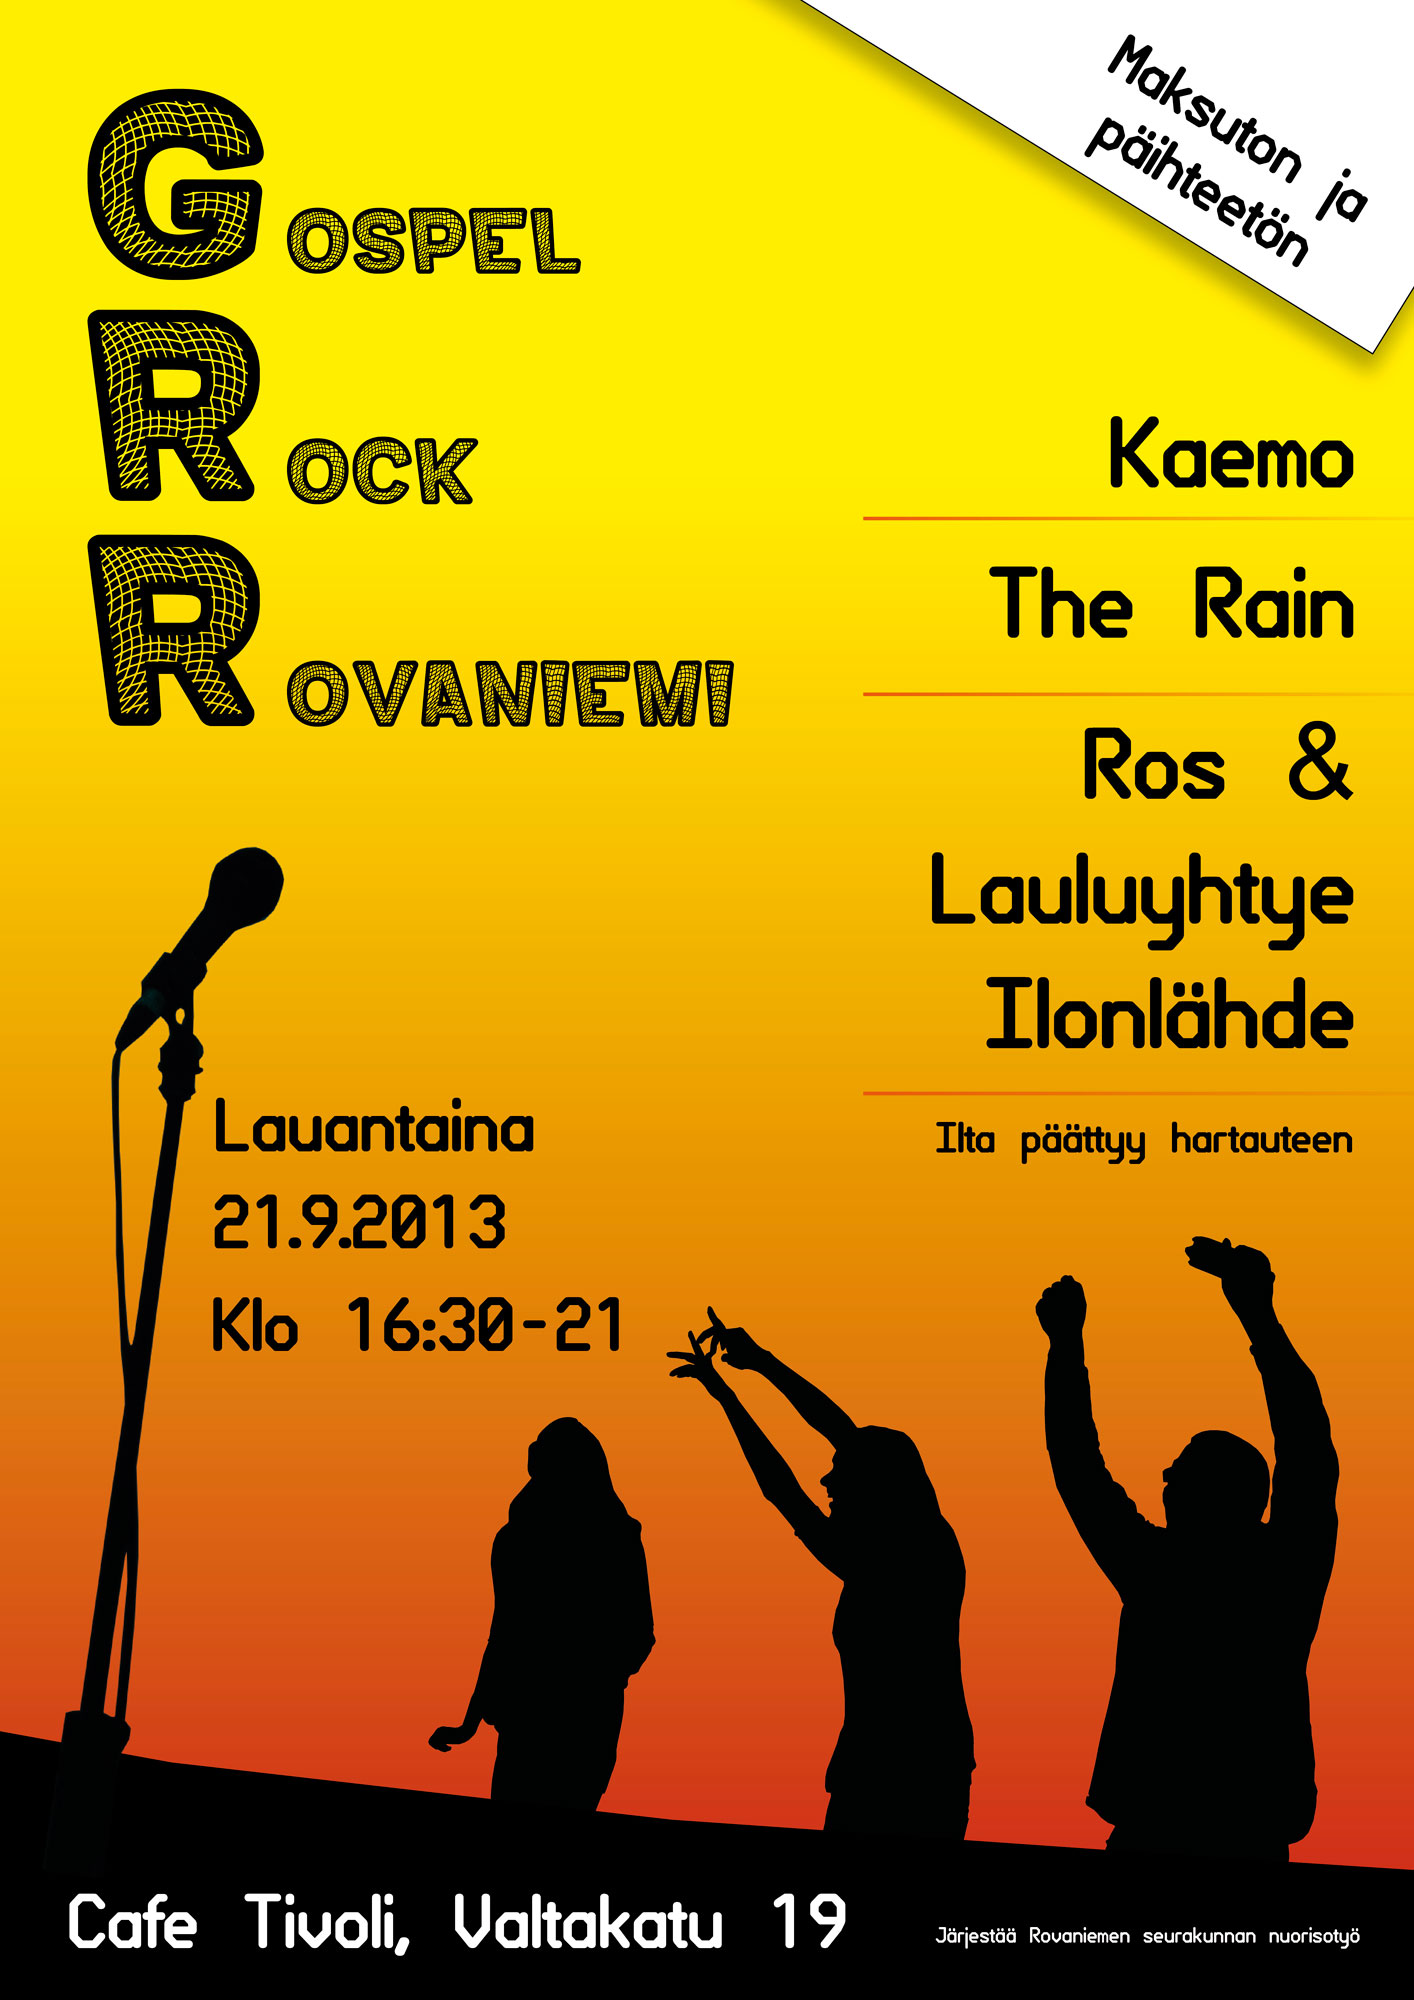 Maksuton ja
päihteetön
GOSPEL
ROCK
ROVANIEMI
Kaemo
The Rain
Ros &
Lauluyhtye
Ilonlähde
Ilta päättyy hartauteen
Lauantaina
21.9.2013
Klo 16:30-21
Cafe Tivoli, Valtakatu 19
Järjestää Rovaniemen seurakunnan nuorisotyö